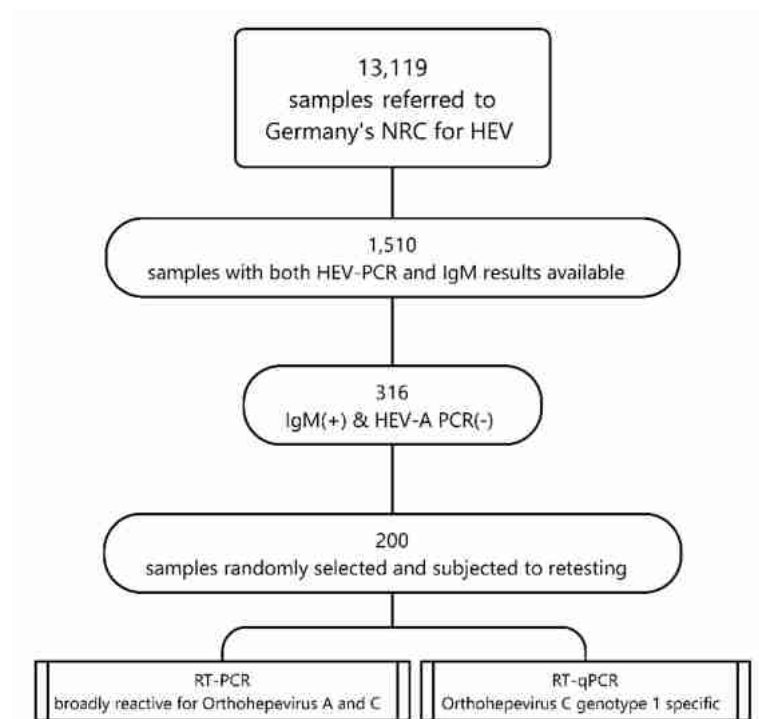 13,119
samples referred to
Germany's NRC for HEV
1,510
samples with both HEV-PCR and IgM results available
316
IgM(+) & HEV-A PCR(-)
200
samples randomly selected and subjected to retesting
RT-PCR
broadly reactive for Orthohepevirus A and C
RT-qPCR
Orthohepevirus C genotype 1 specific